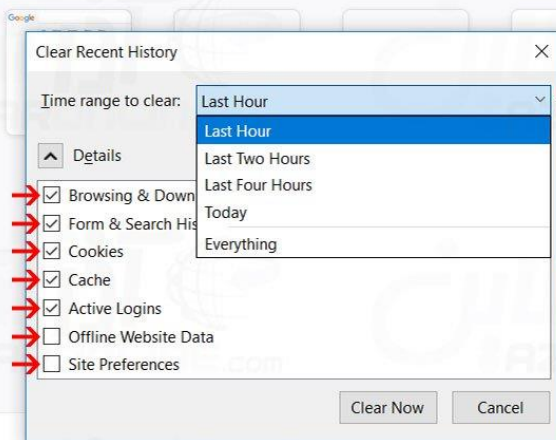 Google
Clear Recent History
Time range to clear: Last Hour
Last Hour
Last Two Hours
Last Four Hours
Today
Everything
Details
Browsing & Down
Form & Search His
Cookies
Cache
Active Logins
Offline Website Data
Site Preferences
Clear Now Cancel